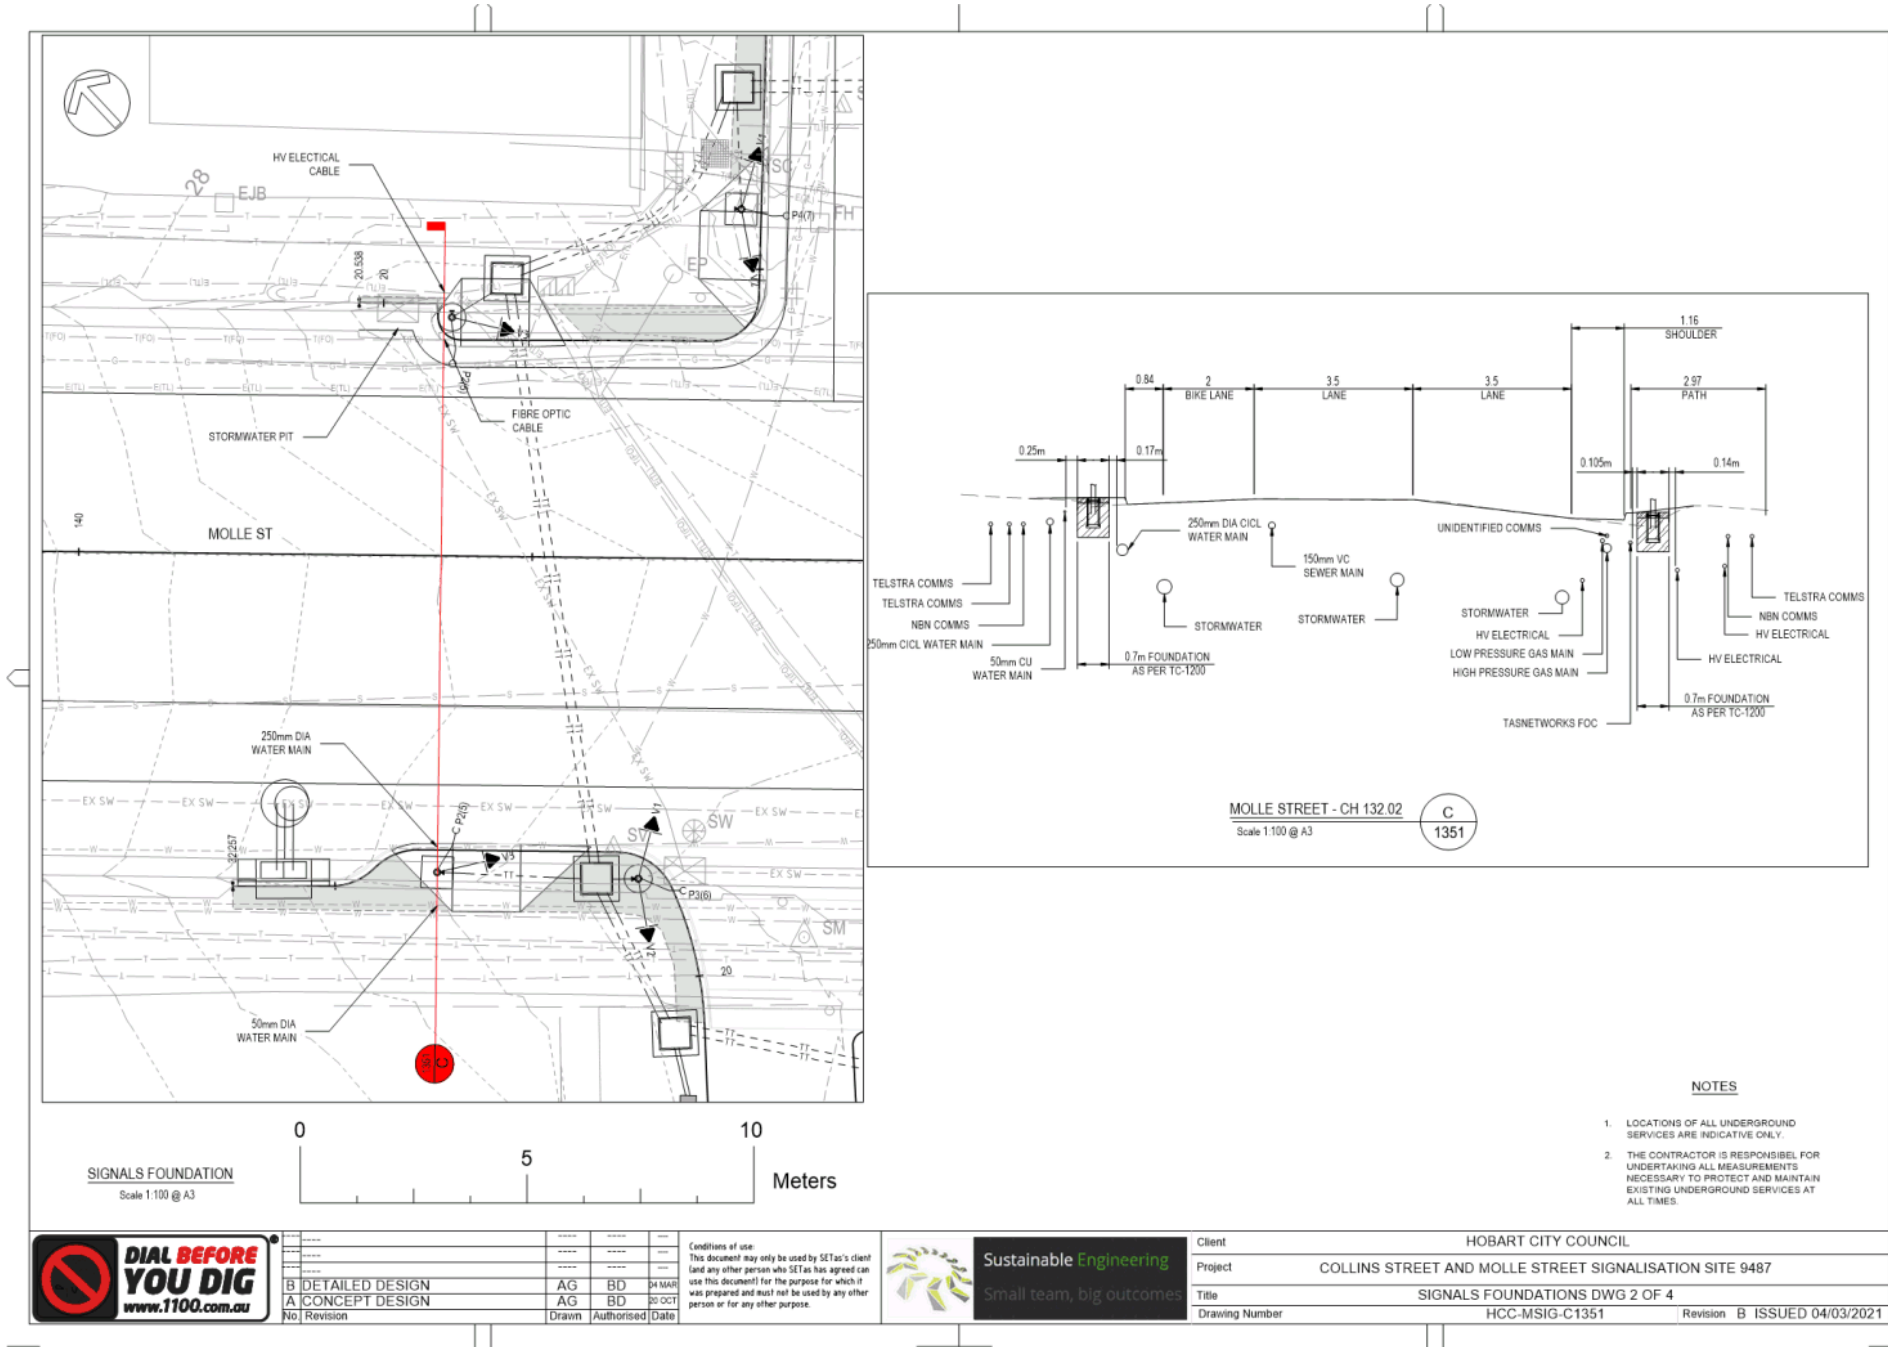 HV ELECTICAL
CABLE
28
EJB
SC
FH
EP
C P4(7)
V1
20.538
20
STORMWATER PIT
FIBRE OPTIC
CABLE
EX SW
140
MOLLE ST
250mm DIA
WATER MAIN
C P2(5)
V1
SV
SW
V3
TT
32.257
C P3(6)
V2
SM
20
50mm DIA
WATER MAIN
C
1.16
SHOULDER
0.84
2
BIKE LANE
3.5
LANE
3.5
LANE
2.97
PATH
0.25m
0.17m
0.105m
0.14m
250mm DIA CICL
WATER MAIN
UNIDENTIFIED COMMS
150mm VC
SEWER MAIN
TELSTRA COMMS
TELSTRA COMMS
NBN COMMS
250mm CICL WATER MAIN
50mm CU
WATER MAIN
STORMWATER
STORMWATER
STORMWATER
HV ELECTRICAL
LOW PRESSURE GAS MAIN
HIGH PRESSURE GAS MAIN
TASNETWORKS FOC
TELSTRA COMMS
NBN COMMS
HV ELECTRICAL
HV ELECTRICAL
0.7m FOUNDATION
AS PER TC-1200
0.7m FOUNDATION
AS PER TC-1200
MOLLE STREET - CH 132.02
Scale 1:100 @ A3
C
1351
NOTES
1. LOCATIONS OF ALL UNDERGROUND
SERVICES ARE INDICATIVE ONLY.
2. THE CONTRACTOR IS RESPONSIBEL FOR
UNDERTAKING ALL MEASUREMENTS
NECESSARY TO PROTECT AND MAINTAIN
EXISTING UNDERGROUND SERVICES AT
ALL TIMES.
0 5 10
Meters
SIGNALS FOUNDATION
Scale 1:100 @ A3
DIAL BEFORE
YOU DIG
www.1100.com.au
B DETAILED DESIGN AG BD 04 MAR
A CONCEPT DESIGN AG BD 20 OCT
No. Revision Drawn Authorised Date
Conditions of use:
This document may only be used by SETas's client
(and any other person who SETas has agreed can
use this document) for the purpose for which it
was prepared and must not be used by any other
person or for any other purpose.
Sustainable Engineering
Small team, big outcomes
Client HOBART CITY COUNCIL
Project COLLINS STREET AND MOLLE STREET SIGNALISATION SITE 9487
Title SIGNALS FOUNDATIONS DWG 2 OF 4
Drawing Number HCC-MSIG-C1351 Revision B ISSUED 04/03/2021